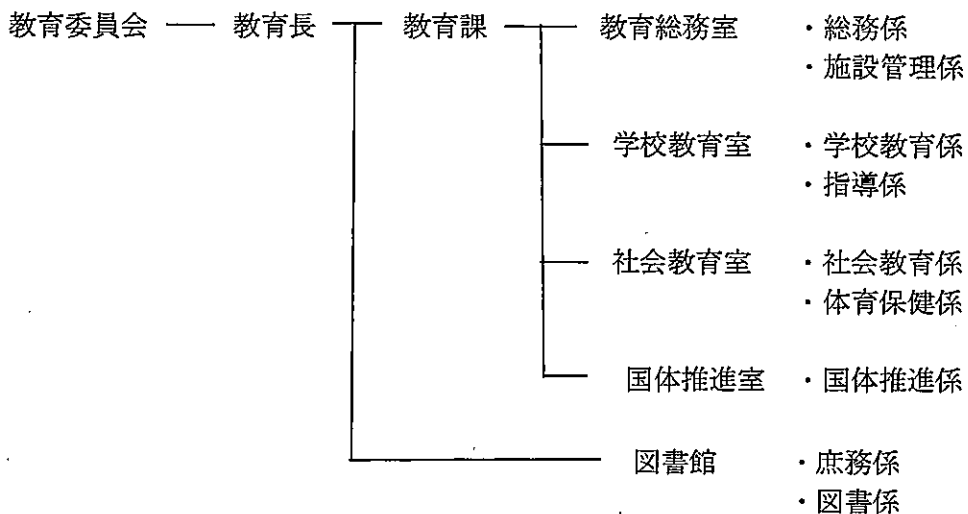 教育委員会 教育長 教育課 教育総務室 ・総務係
・施設管理係
学校教育室 ・学校教育係
・指導係
社会教育室 ・社会教育係
・体育保健係
国体推進室 ・国体推進係
図書館 ・庶務係
・図書係